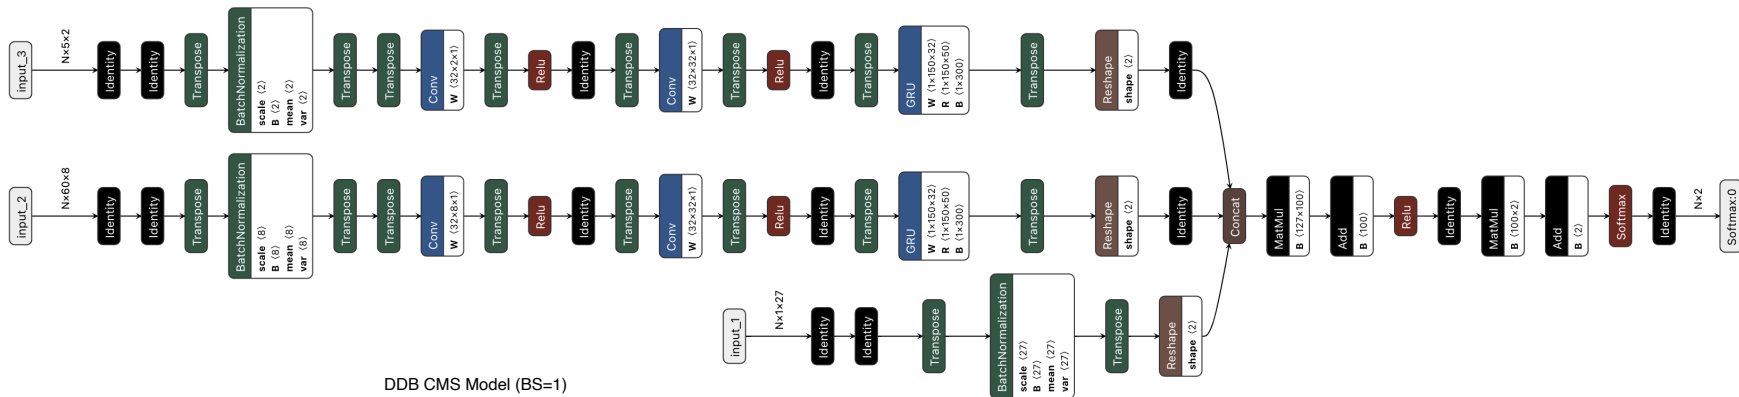 input_3
N×5×2
Identity
Identity
Transpose
BatchNormalization
scale ⟨2⟩
B ⟨2⟩
mean ⟨2⟩
var ⟨2⟩
Transpose
Transpose
Conv
W ⟨32×2×1⟩
Transpose
Relu
Identity
Transpose
Conv
W ⟨32×32×1⟩
Transpose
Relu
Identity
Transpose
GRU
W ⟨1×150×32⟩
R ⟨1×150×50⟩
B ⟨1×300⟩
Transpose
Reshape
shape ⟨2⟩
Identity
input_2
N×60×8
Identity
Identity
Transpose
BatchNormalization
scale ⟨8⟩
B ⟨8⟩
mean ⟨8⟩
var ⟨8⟩
Transpose
Transpose
Conv
W ⟨32×8×1⟩
Transpose
Relu
Identity
Transpose
Conv
W ⟨32×32×1⟩
Transpose
Relu
Identity
Transpose
GRU
W ⟨1×150×32⟩
R ⟨1×150×50⟩
B ⟨1×300⟩
Transpose
Reshape
shape ⟨2⟩
Identity
input_1
N×1×27
Identity
Identity
Transpose
BatchNormalization
scale ⟨27⟩
B ⟨27⟩
mean ⟨27⟩
var ⟨27⟩
Transpose
Reshape
shape ⟨2⟩
Concat
MatMul
B ⟨127×100⟩
Add
B ⟨100⟩
Relu
Identity
MatMul
B ⟨100×2⟩
Add
B ⟨2⟩
Softmax
Identity
N×2
Softmax:0
DDB CMS Model (BS=1)